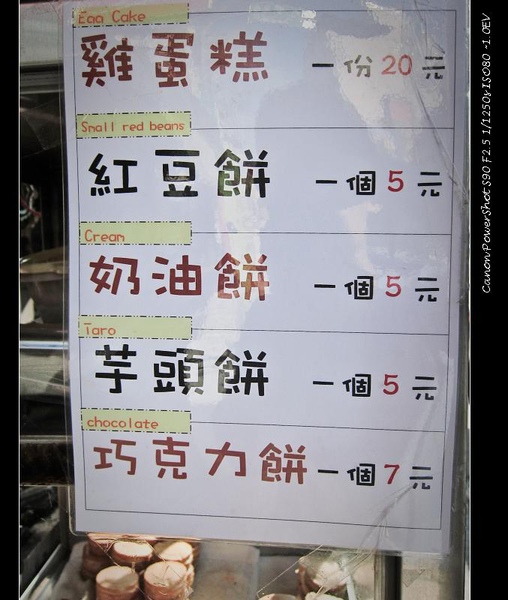 Egg Cake
雞蛋糕 一份20元
Small red beans
紅豆餅 一個5元
Cream
奶油餅 一個5元
Taro
芋頭餅 一個5元
chocolate
巧克力餅 一個7元
Canon PowerShot S90 F2.5 1/1250s ISO80 -1.0EV